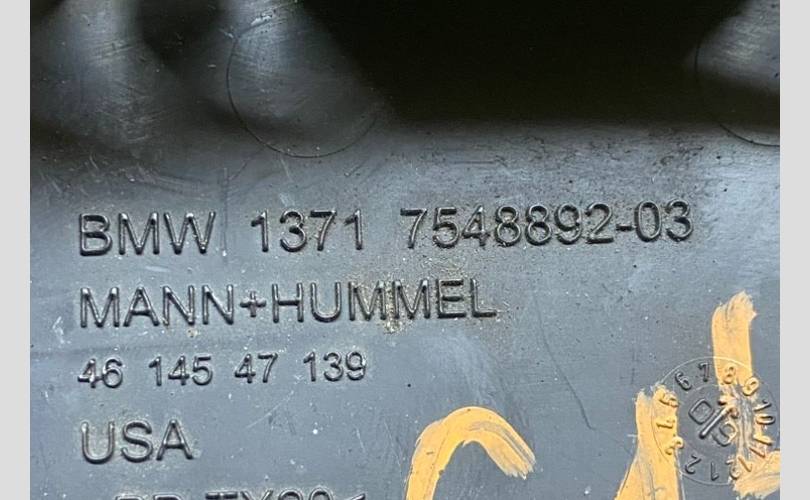 BMW 1371 7548892-03
MANN+HUMMEL
46 145 47 139
USA